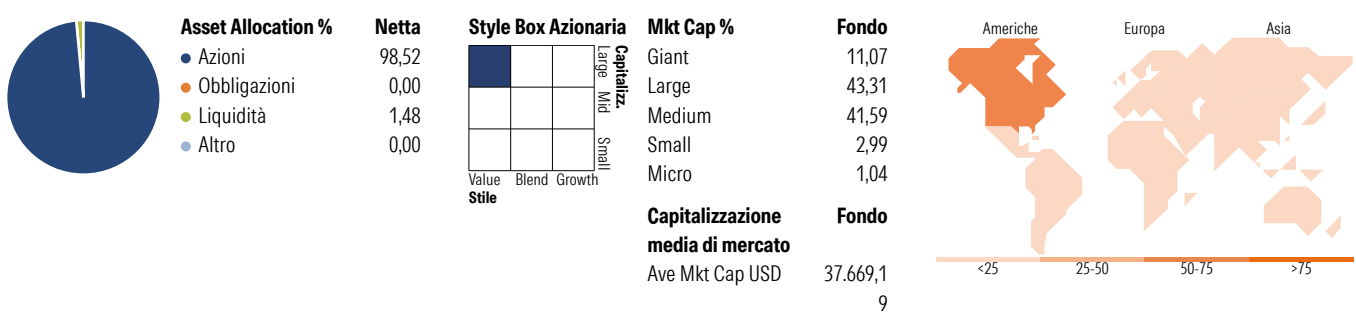 Asset Allocation % Netta
Azioni 98,52
Obbligazioni 0,00
Liquidità 1,48
Altro 0,00
Style Box Azionaria
Capitalizz.
Large Mid Small
Value Blend Growth
Stile
Mkt Cap % Fondo
Giant 11,07
Large 43,31
Medium 41,59
Small 2,99
Micro 1,04
Capitalizzazione Fondo
media di mercato
Ave Mkt Cap USD 37.669,1
9
Americhe Europa Asia
<25 25-50 50-75 >75